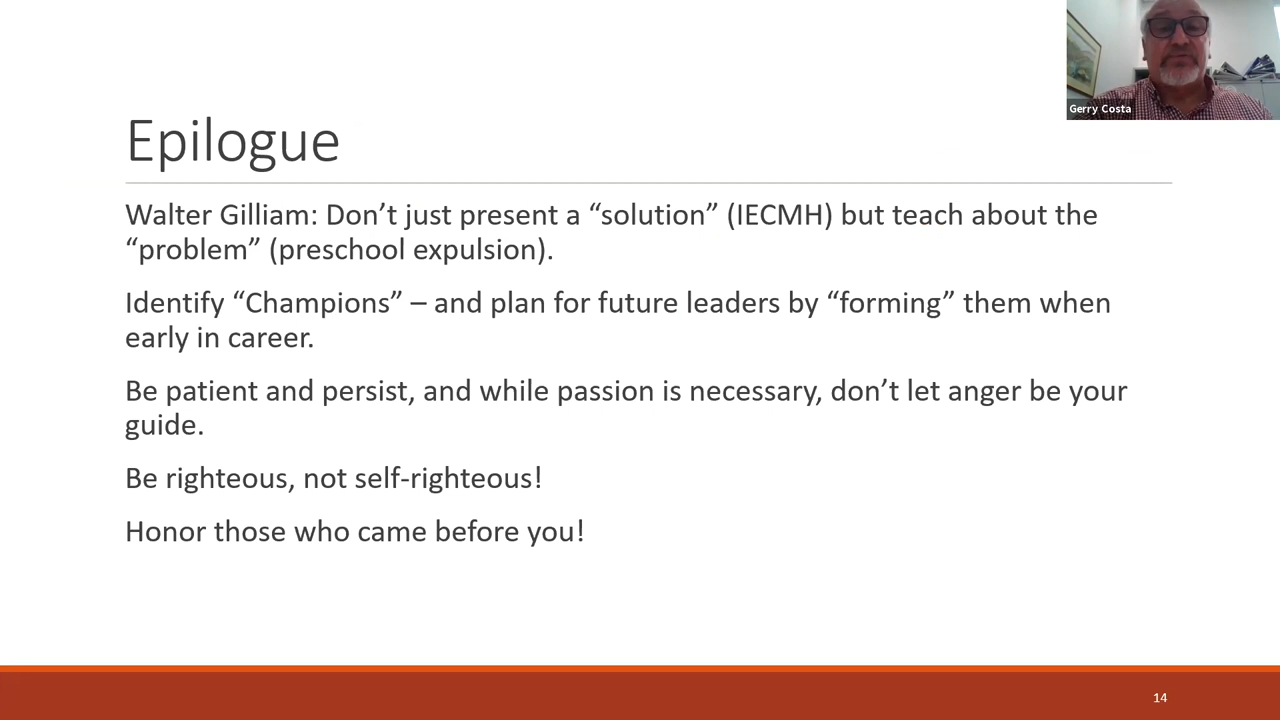 Gerry Costa
Epilogue
Walter Gilliam: Don’t just present a “solution” (IECMH) but teach about the
“problem” (preschool expulsion).
Identify “Champions” – and plan for future leaders by “forming” them when
early in career.
Be patient and persist, and while passion is necessary, don’t let anger be your
guide.
Be righteous, not self-righteous!
Honor those who came before you!
14